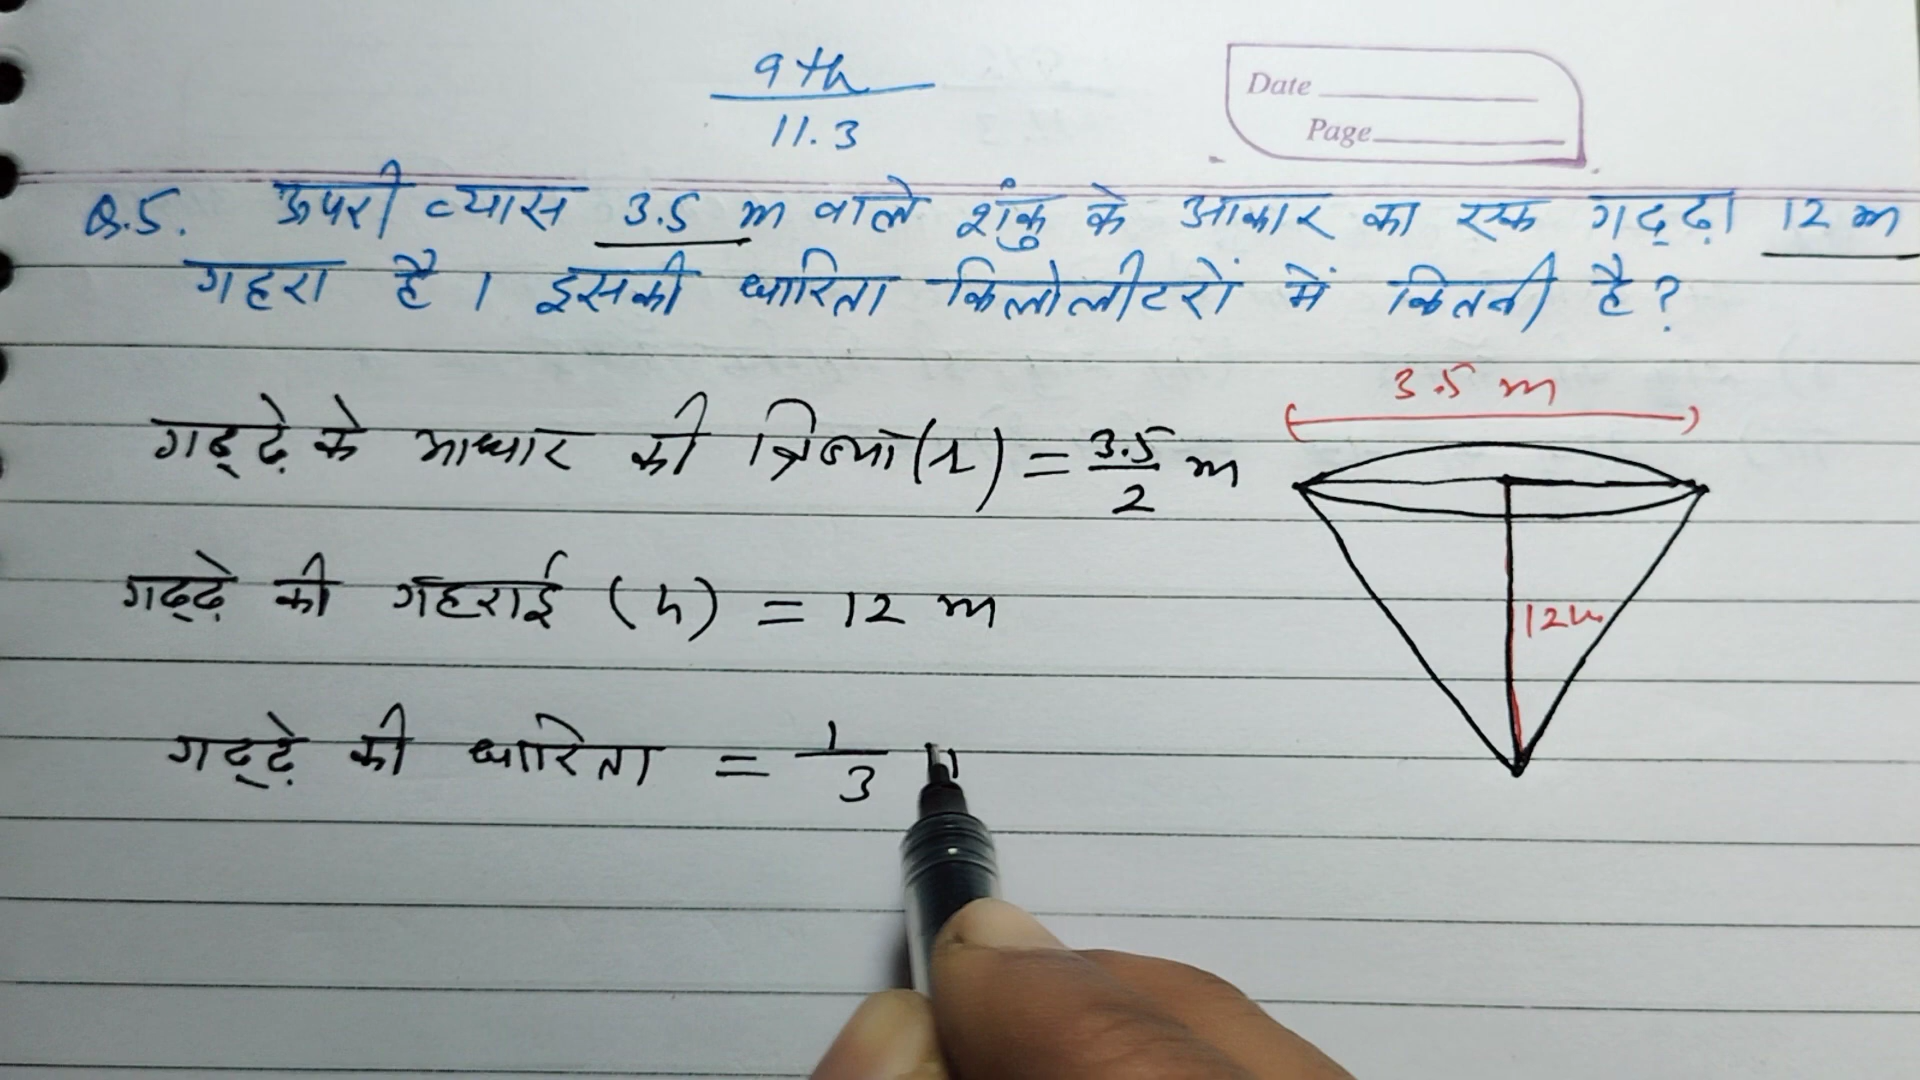 9th
11.3
Date
Page
Q.5. ऊपरी व्यास 3.5 m वाले शंकु के आकार का एक गड्ढा 12 m
गहरा है । इसकी धारिता किलोलीटरों में कितनी है ?
3.5 m
गड्ढे के आधार की त्रिज्या (r) = 3.5/2 m
गड्ढे की गहराई (h) = 12 m
12m
गड्ढे की धारिता = 1/3